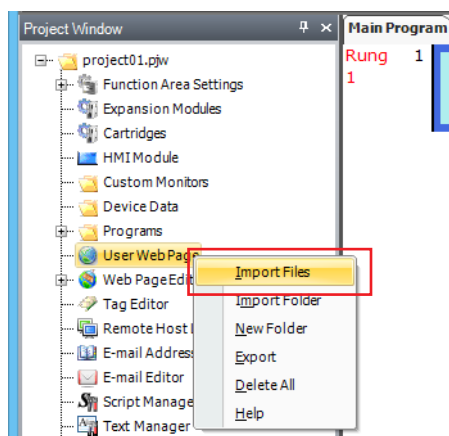 Project Window
Main Program
Rung 1
1
project01.pjw
Function Area Settings
Expansion Modules
Cartridges
HMI Module
Custom Monitors
Device Data
Programs
User Web Page
Web Page Edit
Tag Editor
Remote Host
E-mail Address
E-mail Editor
Script Manage
Text Manager
Import Files
Import Folder
New Folder
Export
Delete All
Help